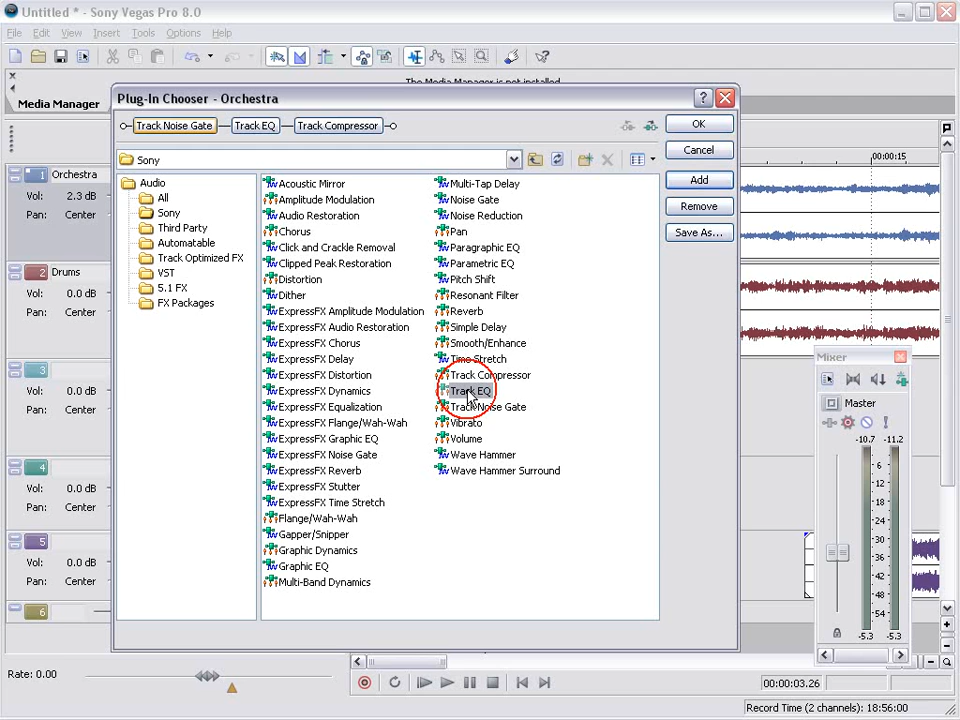 Untitled * - Sony Vegas Pro 8.0
File Edit View Insert Tools Options Help
The Media Manager is not installed
Media Manager
Plug-In Chooser - Orchestra
Track Noise Gate Track EQ Track Compressor
OK
Sony
Cancel
Add
Remove
Save As...
Audio
All
Sony
Third Party
Automatable
Track Optimized FX
VST
5.1 FX
FX Packages
Acoustic Mirror
Amplitude Modulation
Audio Restoration
Chorus
Click and Crackle Removal
Clipped Peak Restoration
Distortion
Dither
ExpressFX Amplitude Modulation
ExpressFX Audio Restoration
ExpressFX Chorus
ExpressFX Delay
ExpressFX Distortion
ExpressFX Dynamics
ExpressFX Equalization
ExpressFX Flange/Wah-Wah
ExpressFX Graphic EQ
ExpressFX Noise Gate
ExpressFX Reverb
ExpressFX Stutter
ExpressFX Time Stretch
Flange/Wah-Wah
Gapper/Snipper
Graphic Dynamics
Graphic EQ
Multi-Band Dynamics
Multi-Tap Delay
Noise Gate
Noise Reduction
Pan
Paragraphic EQ
Parametric EQ
Pitch Shift
Resonant Filter
Reverb
Simple Delay
Smooth/Enhance
Time Stretch
Track Compressor
Track EQ
Track Noise Gate
Vibrato
Volume
Wave Hammer
Wave Hammer Surround
00:00:15
1 Orchestra
Vol: 2.3 dB
Pan: Center
2 Drums
Vol: 0.0 dB
Pan: Center
3
Vol: 0.0 dB
Pan: Center
4
Vol: 0.0 dB
Pan: Center
5
Vol: 0.0 dB
Pan: Center
6
Mixer
Master
-10.7 -11.2
6
12
18
24
30
36
42
48
54
-5.3 -5.3
Rate: 0.00
00:00:03.26
Record Time (2 channels): 18:56:00